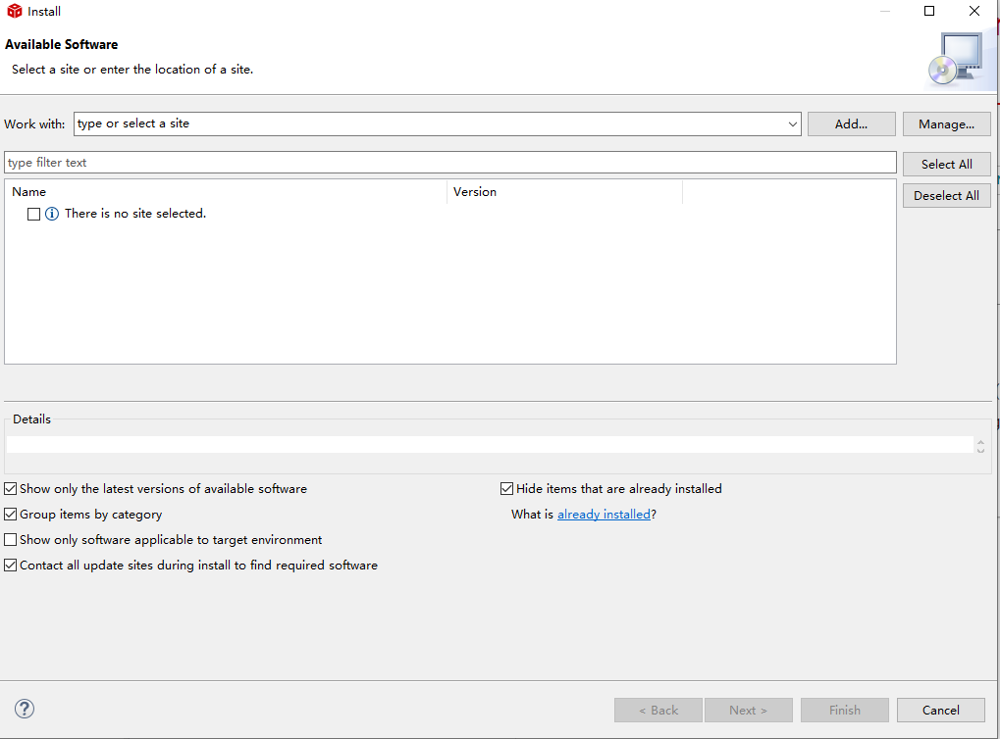 Install
Available Software
Select a site or enter the location of a site.
Work with: type or select a site Add... Manage...
type filter text Select All
Name Version Deselect All
There is no site selected.
Details
Show only the latest versions of available software Hide items that are already installed
Group items by category What is already installed?
Show only software applicable to target environment
Contact all update sites during install to find required software
? < Back Next > Finish Cancel